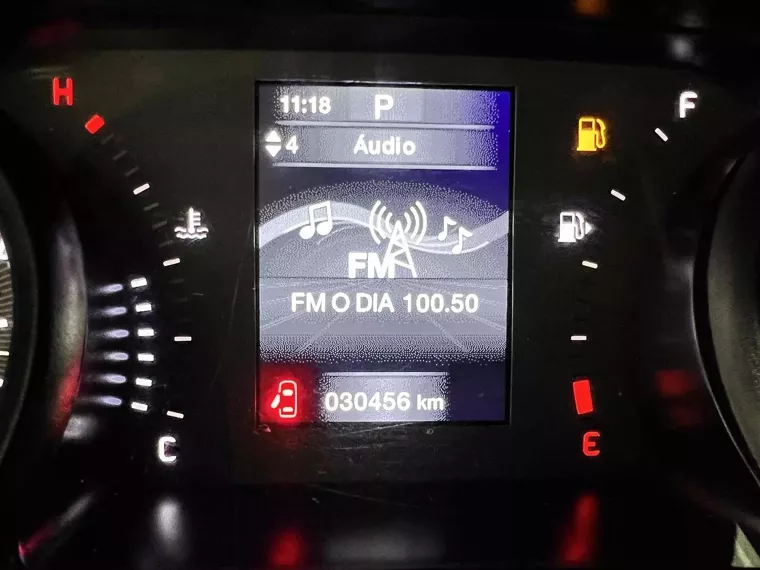 H
F
11:18 P
4 Áudio
FM
FM O DIA 100.50
030456 km
C
E